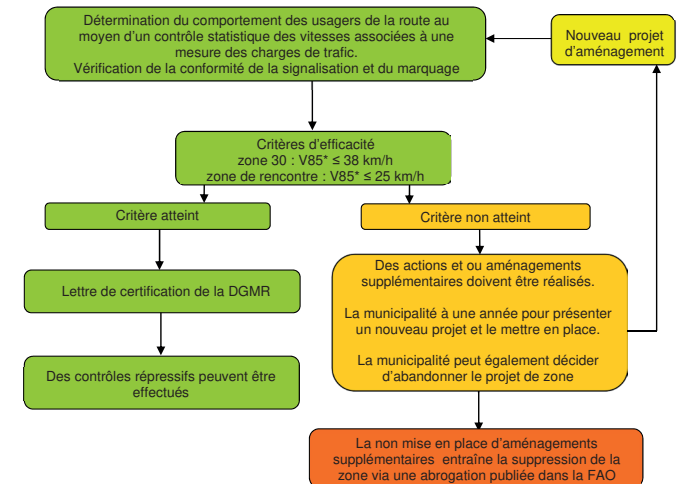 Détermination du comportement des usagers de la route au
moyen d'un contrôle statistique des vitesses associées à une
mesure des charges de trafic.
Vérification de la conformité de la signalisation et du marquage
Nouveau projet
d'aménagement
Critères d'efficacité
zone 30 : V85* ≤ 38 km/h
zone de rencontre : V85* ≤ 25 km/h
Critère atteint
Critère non atteint
Lettre de certification de la DGMR
Des actions et ou aménagements
supplémentaires doivent être réalisés.
La municipalité à une année pour présenter
un nouveau projet et le mettre en place.
La municipalité peut également décider
d'abandonner le projet de zone
Des contrôles répressifs peuvent être
effectués
La non mise en place d'aménagements
supplémentaires entraîne la suppression de la
zone via une abrogation publiée dans la FAO